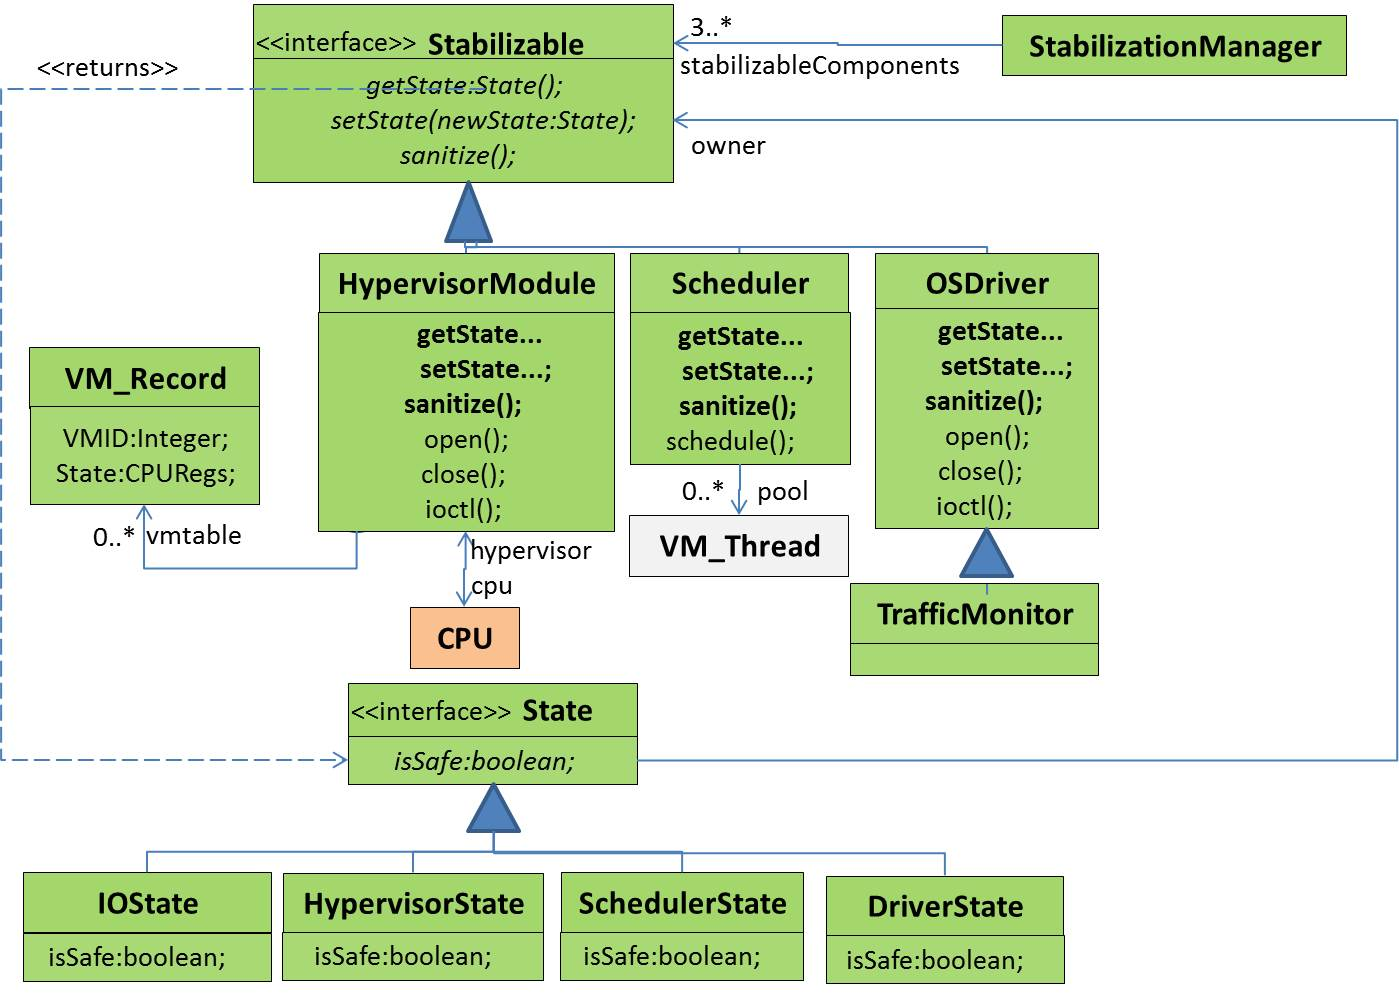 <<interface>> Stabilizable
getState:State();
setState(newState:State);
sanitize();
3..*
stabilizableComponents
StabilizationManager
<<returns>>
owner
HypervisorModule
getState...
setState...;
sanitize();
open();
close();
ioctl();
Scheduler
getState...
setState...;
sanitize();
schedule();
OSDriver
getState...
setState...;
sanitize();
open();
close();
ioctl();
VM_Record
VMID:Integer;
State:CPURegs;
0..* vmtable
hypervisor
cpu
CPU
0..* pool
VM_Thread
TrafficMonitor
<<interface>> State
isSafe:boolean;
IOState
isSafe:boolean;
HypervisorState
isSafe:boolean;
SchedulerState
isSafe:boolean;
DriverState
isSafe:boolean;